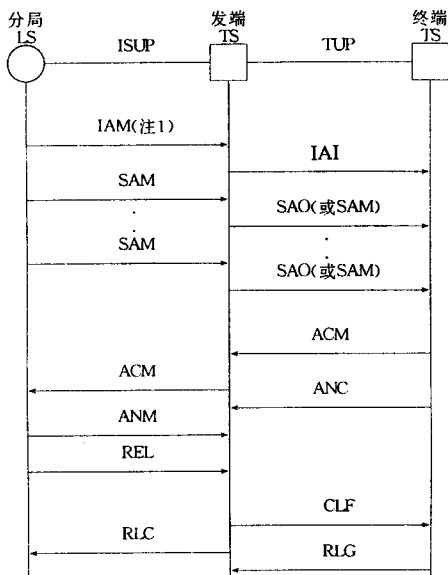 分局 发端 终端
LS ISUP TS TUP TS
IAM(注1)
IAI
SAM
SAO(或SAM)
SAM
SAO(或SAM)
ACM
ACM
ANC
ANM
REL
CLF
RLC
RLG